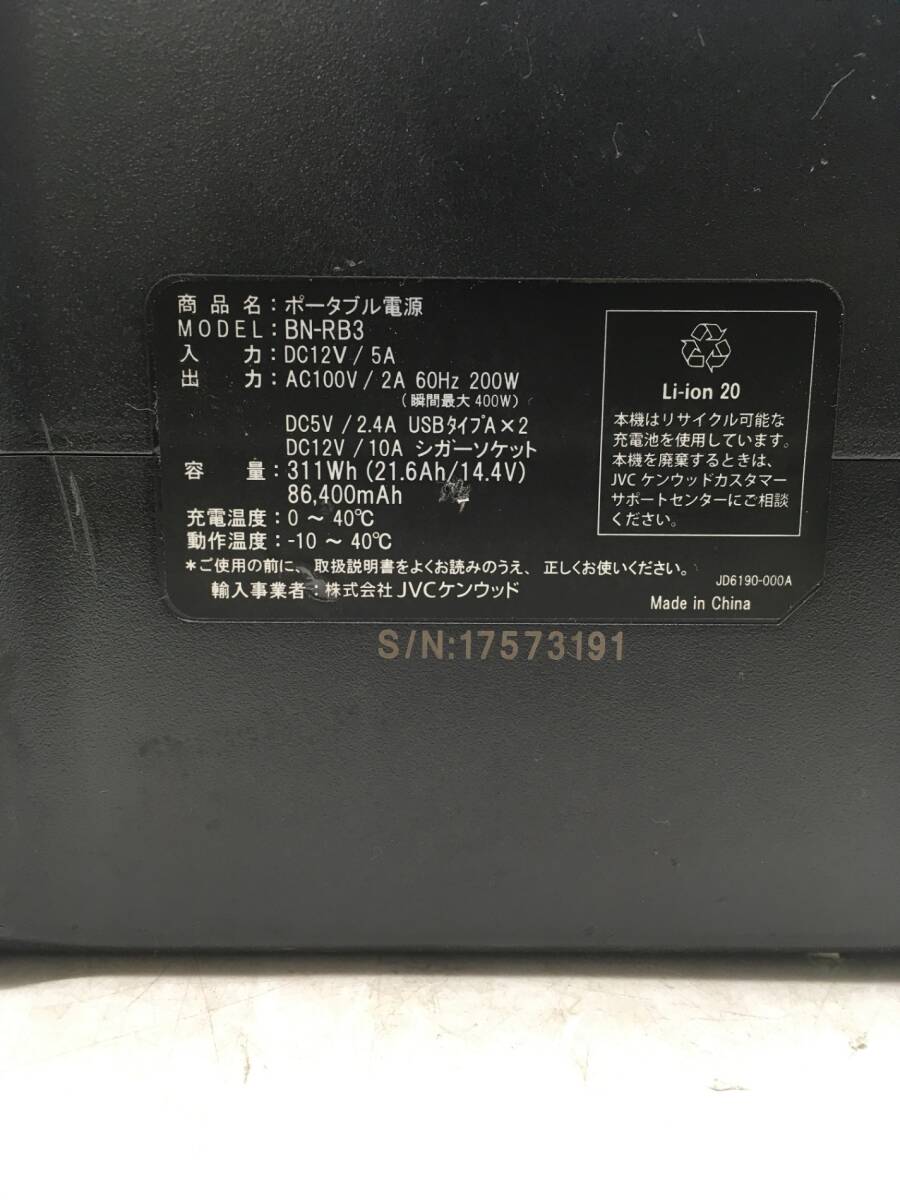 商品名：ポータブル電源
MODEL：BN-RB3
入力：DC12V / 5A
出力：AC100V / 2A 60Hz 200W
（瞬間最大400W）
DC5V / 2.4A USBタイプA×2
DC12V / 10A シガーソケット
容量：311Wh (21.6Ah/14.4V)
86,400mAh
充電温度：0 ～ 40℃
動作温度：-10 ～ 40℃
＊ご使用の前に、取扱説明書をよくお読みのうえ、正しくお使いください。
輸入事業者：株式会社 JVCケンウッド
Li-ion 20
本機はリサイクル可能な
充電池を使用しています。
本機を廃棄するときは、
JVCケンウッドカスタマー
サポートセンターにご相談
ください。
JD6190-000A
Made in China
S/N:17573191